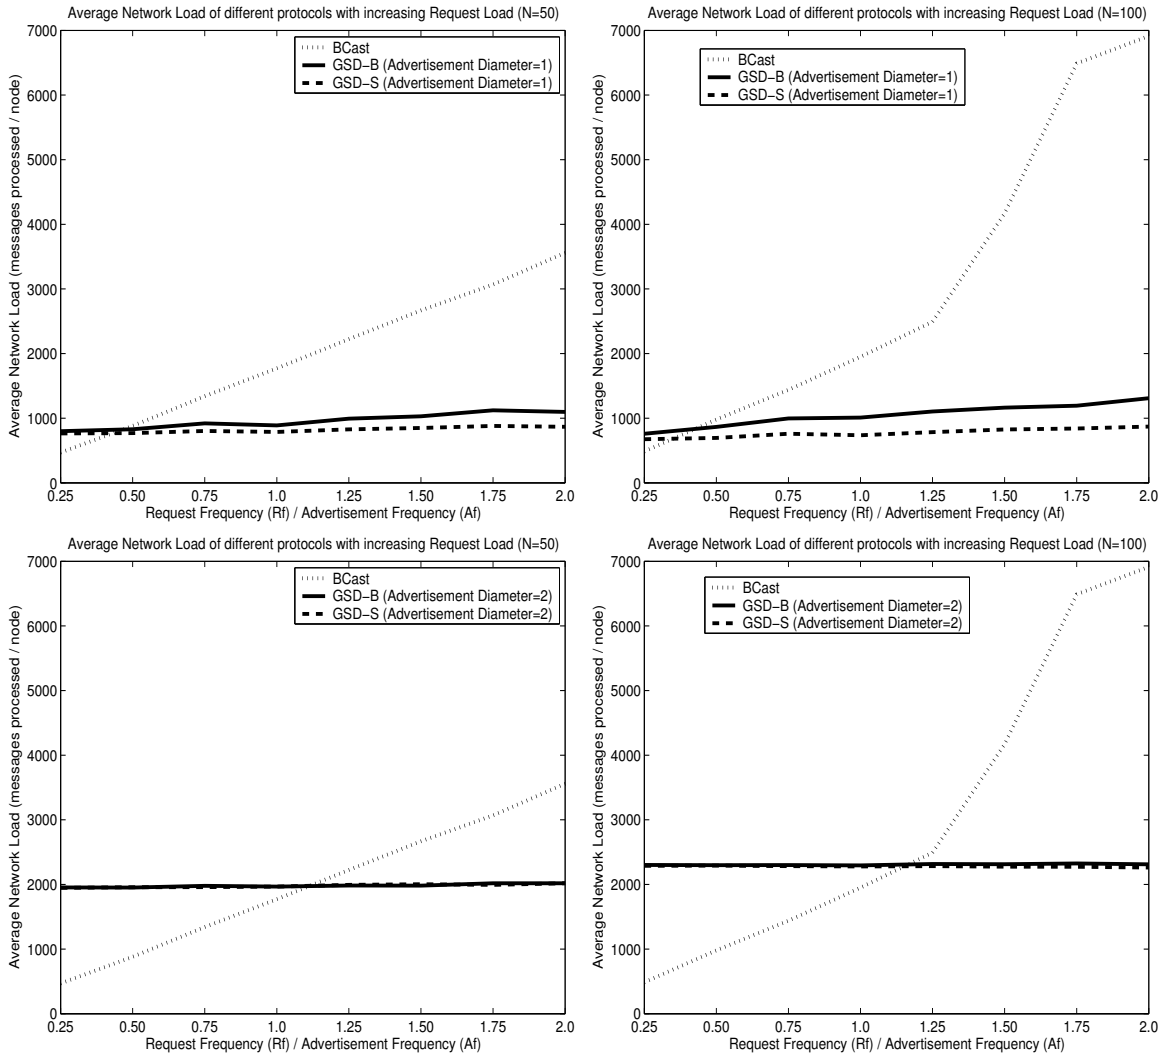 Average Network Load of different protocols with increasing Request Load (N=50)
Average Network Load (messages processed / node)
7000
6000
5000
4000
3000
2000
1000
0
BCast
GSD-B (Advertisement Diameter=1)
GSD-S (Advertisement Diameter=1)
0.25 0.50 0.75 1.0 1.25 1.50 1.75 2.0
Request Frequency (Rf) / Advertisement Frequency (Af)
Average Network Load of different protocols with increasing Request Load (N=100)
Average Network Load (messages processed / node)
7000
6000
5000
4000
3000
2000
1000
0
BCast
GSD-B (Advertisement Diameter=1)
GSD-S (Advertisement Diameter=1)
0.25 0.50 0.75 1.0 1.25 1.50 1.75 2.0
Request Frequency (Rf) / Advertisement Frequency (Af)
Average Network Load of different protocols with increasing Request Load (N=50)
Average Network Load (messages processed / node)
7000
6000
5000
4000
3000
2000
1000
0
BCast
GSD-B (Advertisement Diameter=2)
GSD-S (Advertisement Diameter=2)
0.25 0.50 0.75 1.0 1.25 1.50 1.75 2.0
Request Frequency (Rf) / Advertisement Frequency (Af)
Average Network Load of different protocols with increasing Request Load (N=100)
Average Network Load (messages processed / node)
7000
6000
5000
4000
3000
2000
1000
0
BCast
GSD-B (Advertisement Diameter=2)
GSD-S (Advertisement Diameter=2)
0.25 0.50 0.75 1.0 1.25 1.50 1.75 2.0
Request Frequency (Rf) / Advertisement Frequency (Af)